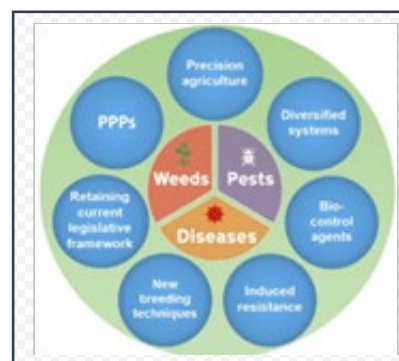 Precision
agriculture
Diversified
systems
Bio-
control
agents
Induced
resistance
New
breeding
techniques
Retaining
current
legislative
framework
PPPs
Weeds
Pests
Diseases